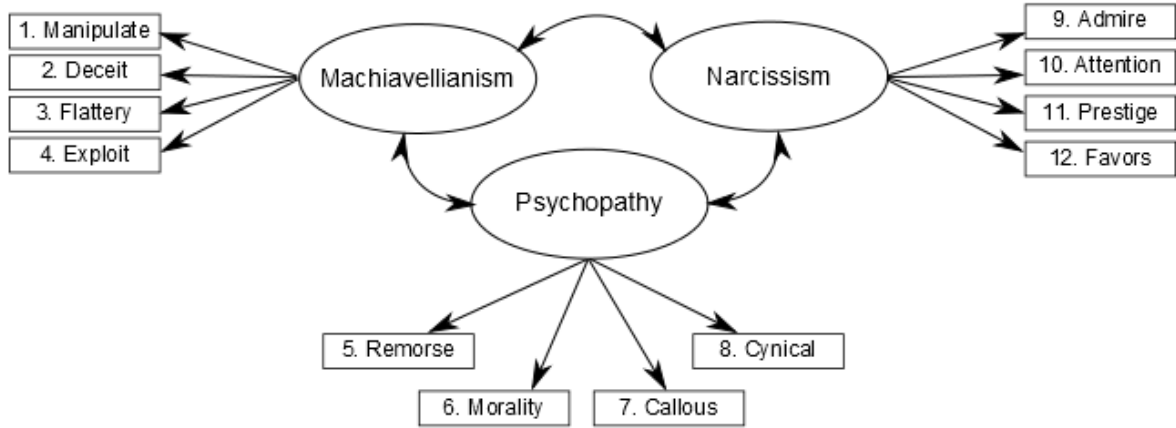 1. Manipulate
2. Deceit
3. Flattery
4. Exploit
Machiavellianism
Narcissism
9. Admire
10. Attention
11. Prestige
12. Favors
Psychopathy
5. Remorse
6. Morality
7. Callous
8. Cynical